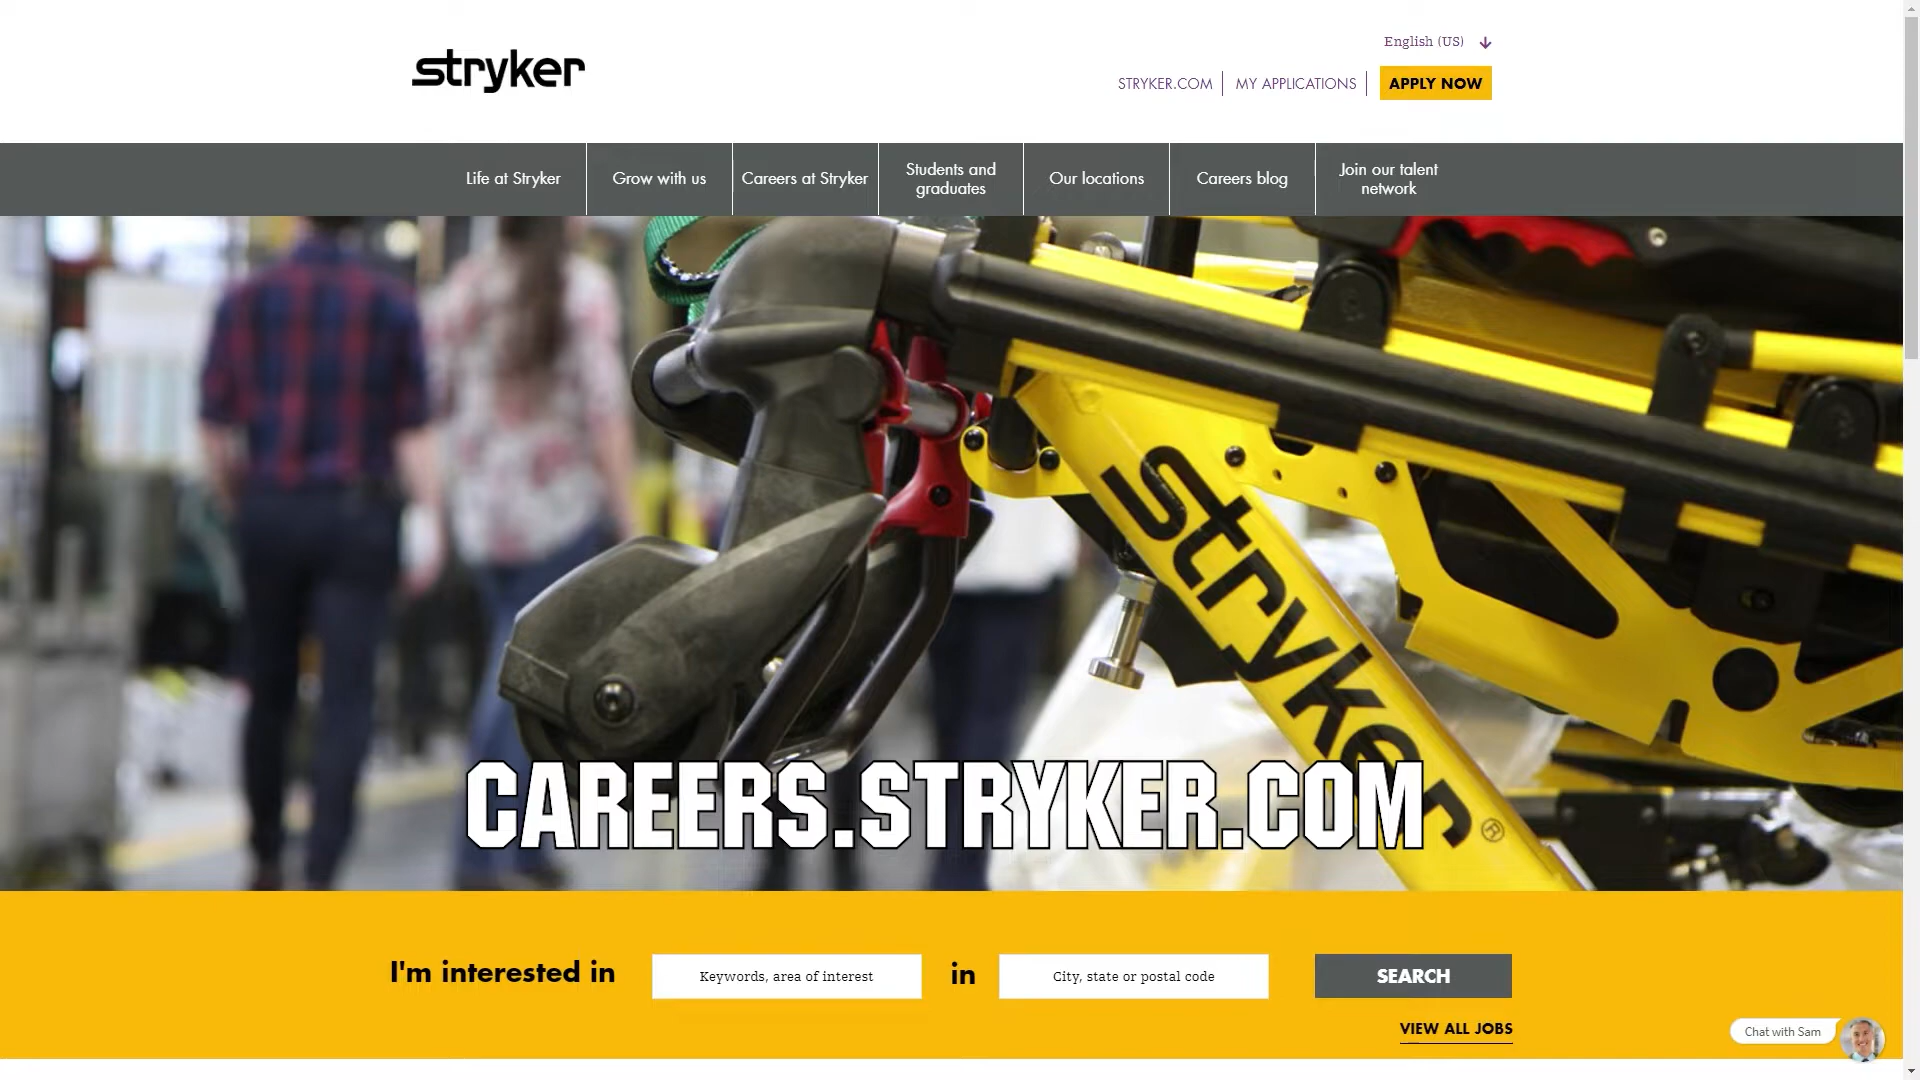 stryker
English (US)
STRYKER.COM
MY APPLICATIONS
APPLY NOW
Life at Stryker
Grow with us
Careers at Stryker
Students and
graduates
Our locations
Careers blog
Join our talent
network
stryker®
CAREERS.STRYKER.COM
I'm interested in
Keywords, area of interest
in
City, state or postal code
SEARCH
VIEW ALL JOBS
Chat with Sam